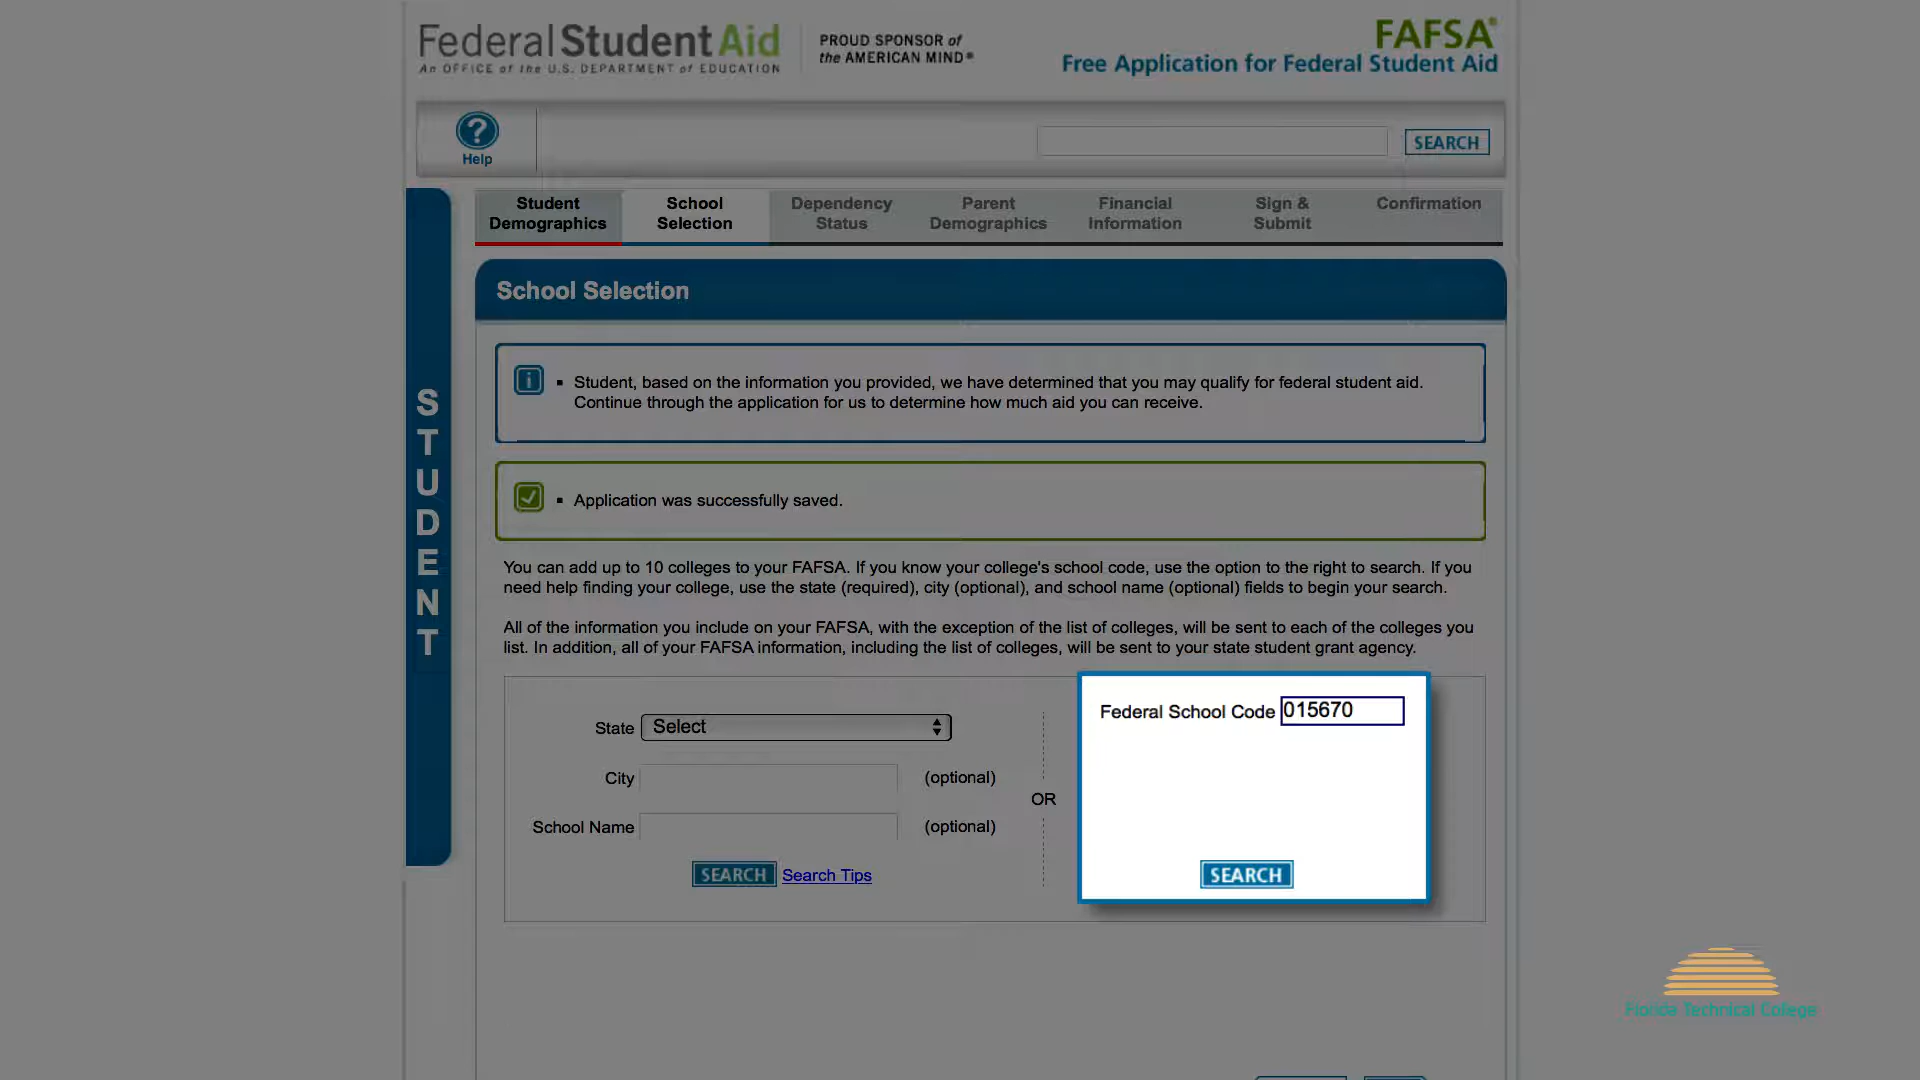 Federal Student Aid
An OFFICE of the U.S. DEPARTMENT of EDUCATION
PROUD SPONSOR of
the AMERICAN MIND®
FAFSA®
Free Application for Federal Student Aid
?
Help
SEARCH
Student
Demographics
School
Selection
Dependency
Status
Parent
Demographics
Financial
Information
Sign &
Submit
Confirmation
STUDENT
School Selection
i
▪ Student, based on the information you provided, we have determined that you may qualify for federal student aid.
Continue through the application for us to determine how much aid you can receive.
▪ Application was successfully saved.
You can add up to 10 colleges to your FAFSA. If you know your college's school code, use the option to the right to search. If you
need help finding your college, use the state (required), city (optional), and school name (optional) fields to begin your search.
All of the information you include on your FAFSA, with the exception of the list of colleges, will be sent to each of the colleges you
list. In addition, all of your FAFSA information, including the list of colleges, will be sent to your state student grant agency.
State Select
City (optional)
School Name (optional)
SEARCH Search Tips
OR
Federal School Code 015670
SEARCH
Florida Technical College